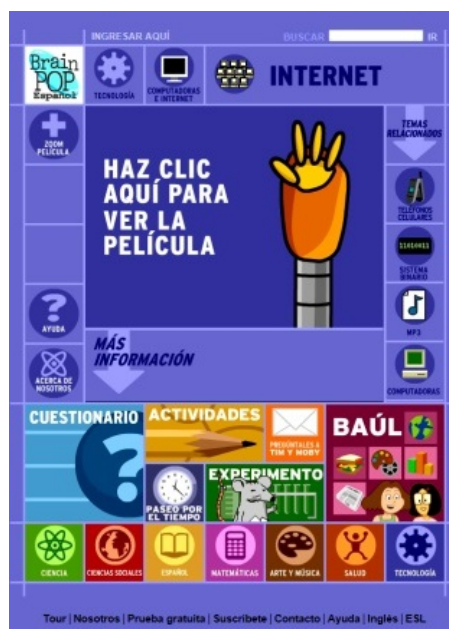 INGRESAR AQUÍ
BUSCAR
IR
Brain
POP
Español
TECNOLOGÍA
COMPUTADORAS
E INTERNET
INTERNET
ZOOM
PELÍCULA
TEMAS
RELACIONADOS
HAZ CLIC
AQUÍ PARA
VER LA
PELÍCULA
TELÉFONOS
CELULARES
11010011
SISTEMA
BINARIO
MP3
AYUDA
ACERCA DE
NOSOTROS
MÁS
INFORMACIÓN
COMPUTADORAS
CUESTIONARIO
ACTIVIDADES
PREGÚNTALES A
TIM Y MOBY
BAÚL
PASEO POR
EL TIEMPO
EXPERIMENTO
CIENCIA
CIENCIAS SOCIALES
ESPAÑOL
MATEMÁTICAS
ARTE Y MÚSICA
SALUD
TECNOLOGÍA
Tour | Nosotros | Prueba gratuita | Suscríbete | Contacto | Ayuda | Inglés | ESL